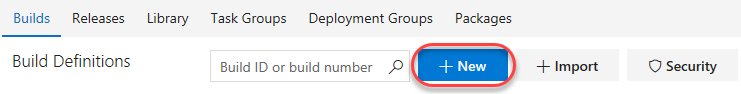 Builds Releases Library Task Groups Deployment Groups Packages
Build Definitions Build ID or build number + New + Import Security